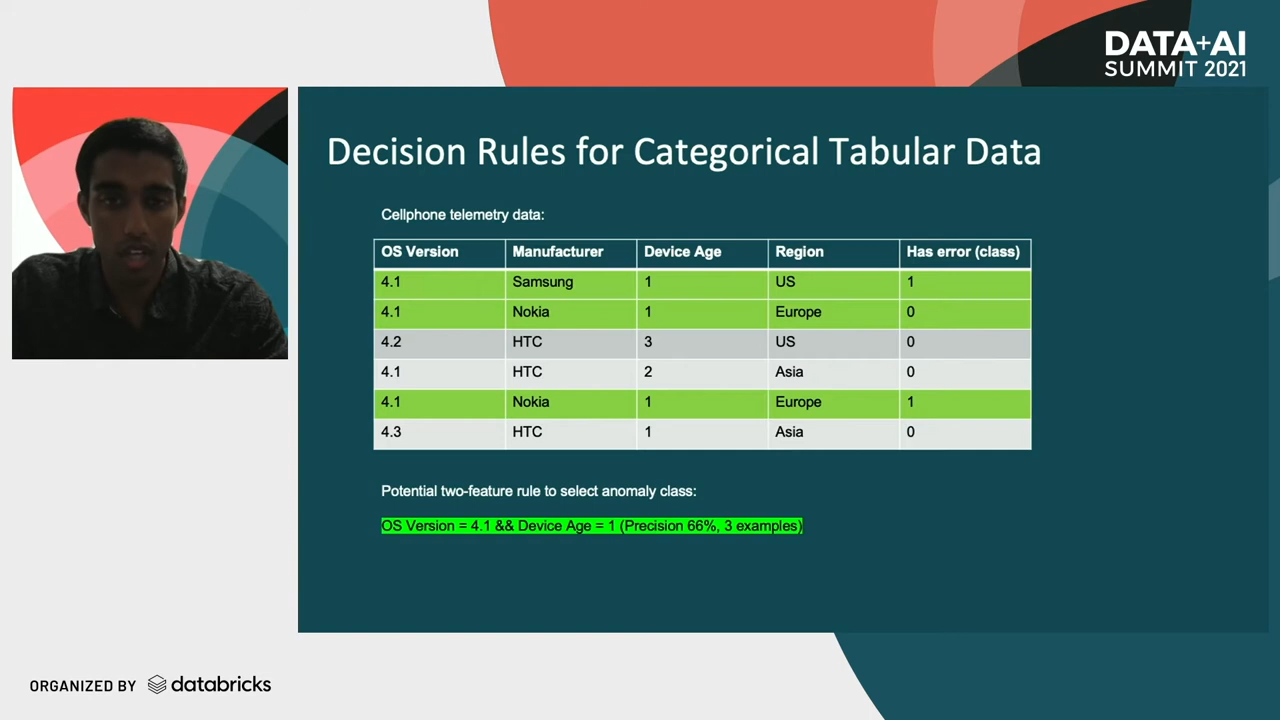 DATA+AI
SUMMIT 2021
Decision Rules for Categorical Tabular Data
Cellphone telemetry data:
OS Version Manufacturer Device Age Region Has error (class)
4.1 Samsung 1 US 1
4.1 Nokia 1 Europe 0
4.2 HTC 3 US 0
4.1 HTC 2 Asia 0
4.1 Nokia 1 Europe 1
4.3 HTC 1 Asia 0
Potential two-feature rule to select anomaly class:
OS Version = 4.1 && Device Age = 1 (Precision 66%, 3 examples)
ORGANIZED BY databricks